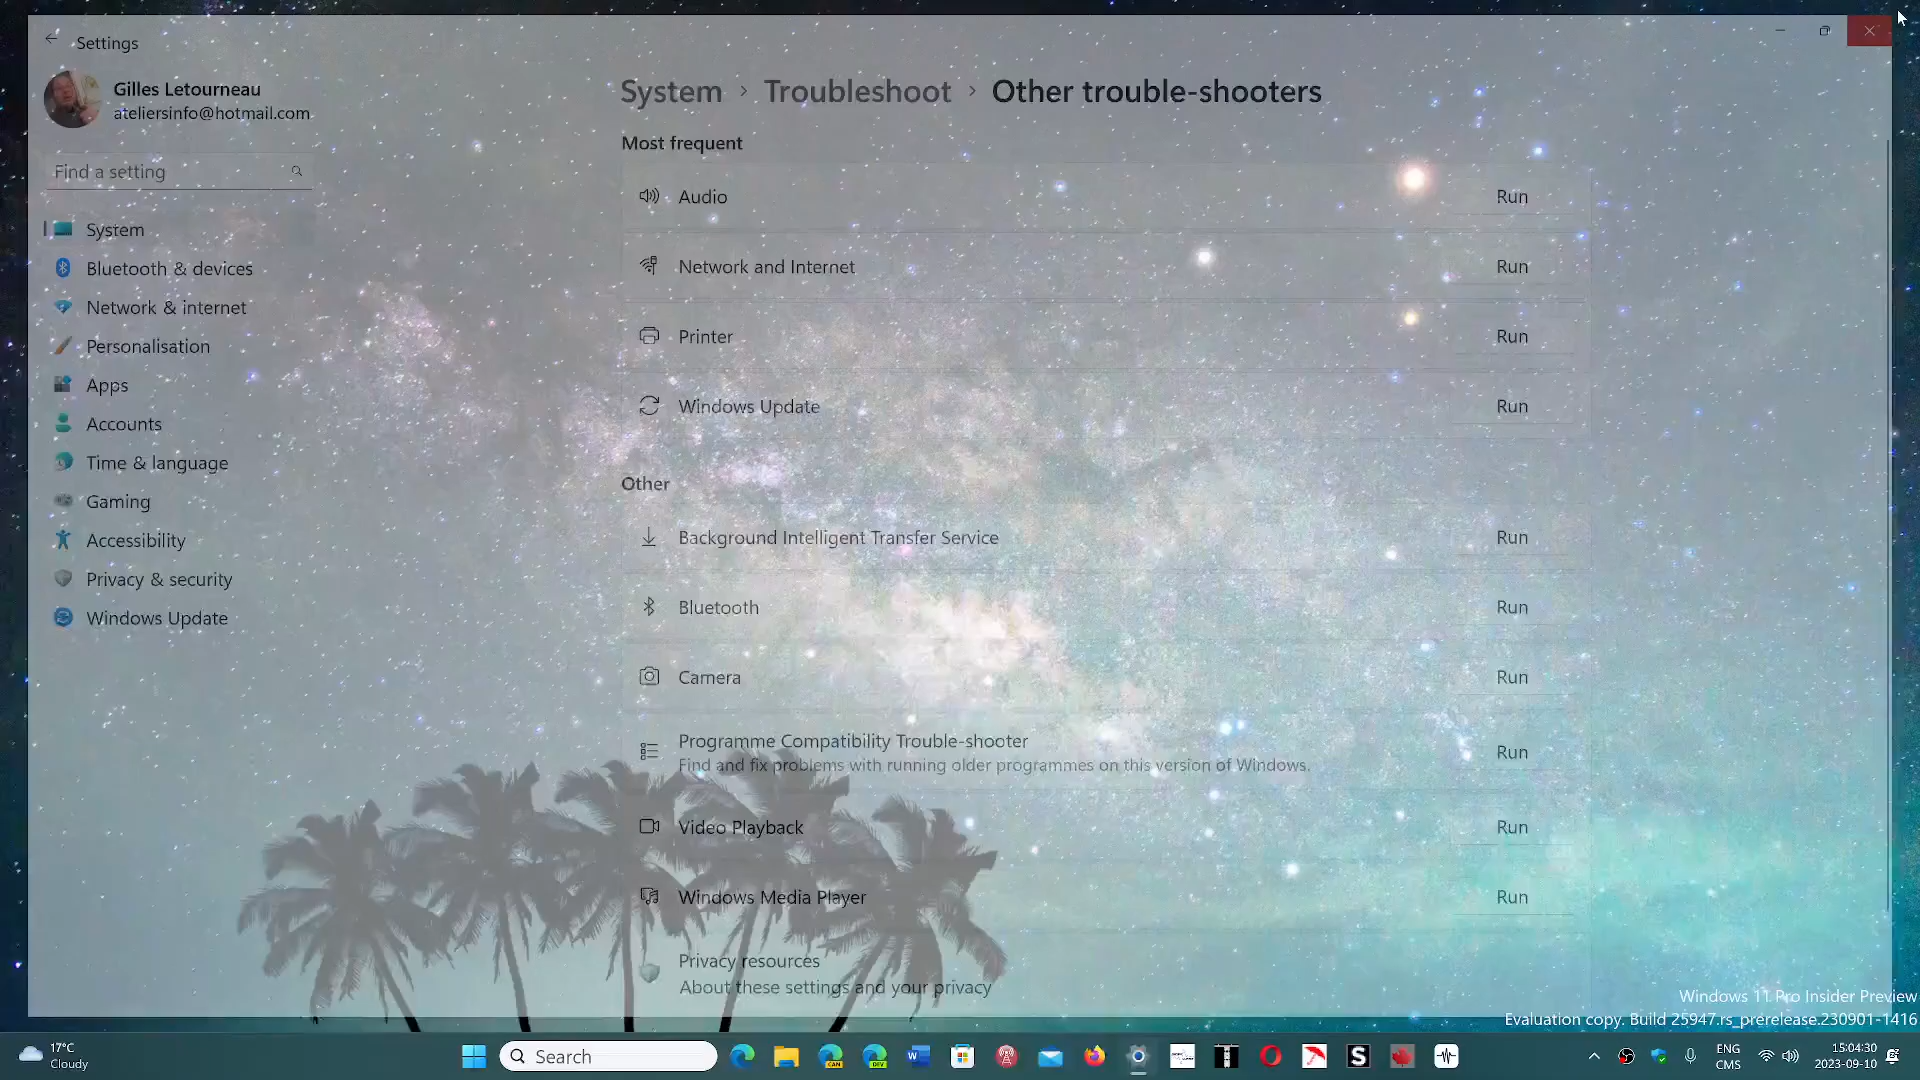 Settings
Gilles Letourneau
ateliersinfo@hotmail.com
Find a setting
System
Bluetooth & devices
Network & internet
Personalisation
Apps
Accounts
Time & language
Gaming
Accessibility
Privacy & security
Windows Update
System › Troubleshoot › Other trouble-shooters
Most frequent
Audio Run
Network and Internet Run
Printer Run
Windows Update Run
Other
Background Intelligent Transfer Service Run
Bluetooth Run
Camera Run
Programme Compatibility Trouble-shooter
Find and fix problems with running older programmes on this version of Windows.
Run
Video Playback Run
Windows Media Player Run
Privacy resources
About these settings and your privacy
Windows 11 Pro Insider Preview
Evaluation copy. Build 25947.rs_prerelease.230901-1416
17°C
Cloudy
Search
CAN
DEV
W
S
ENG
CMS
15:04:30
2023-09-10